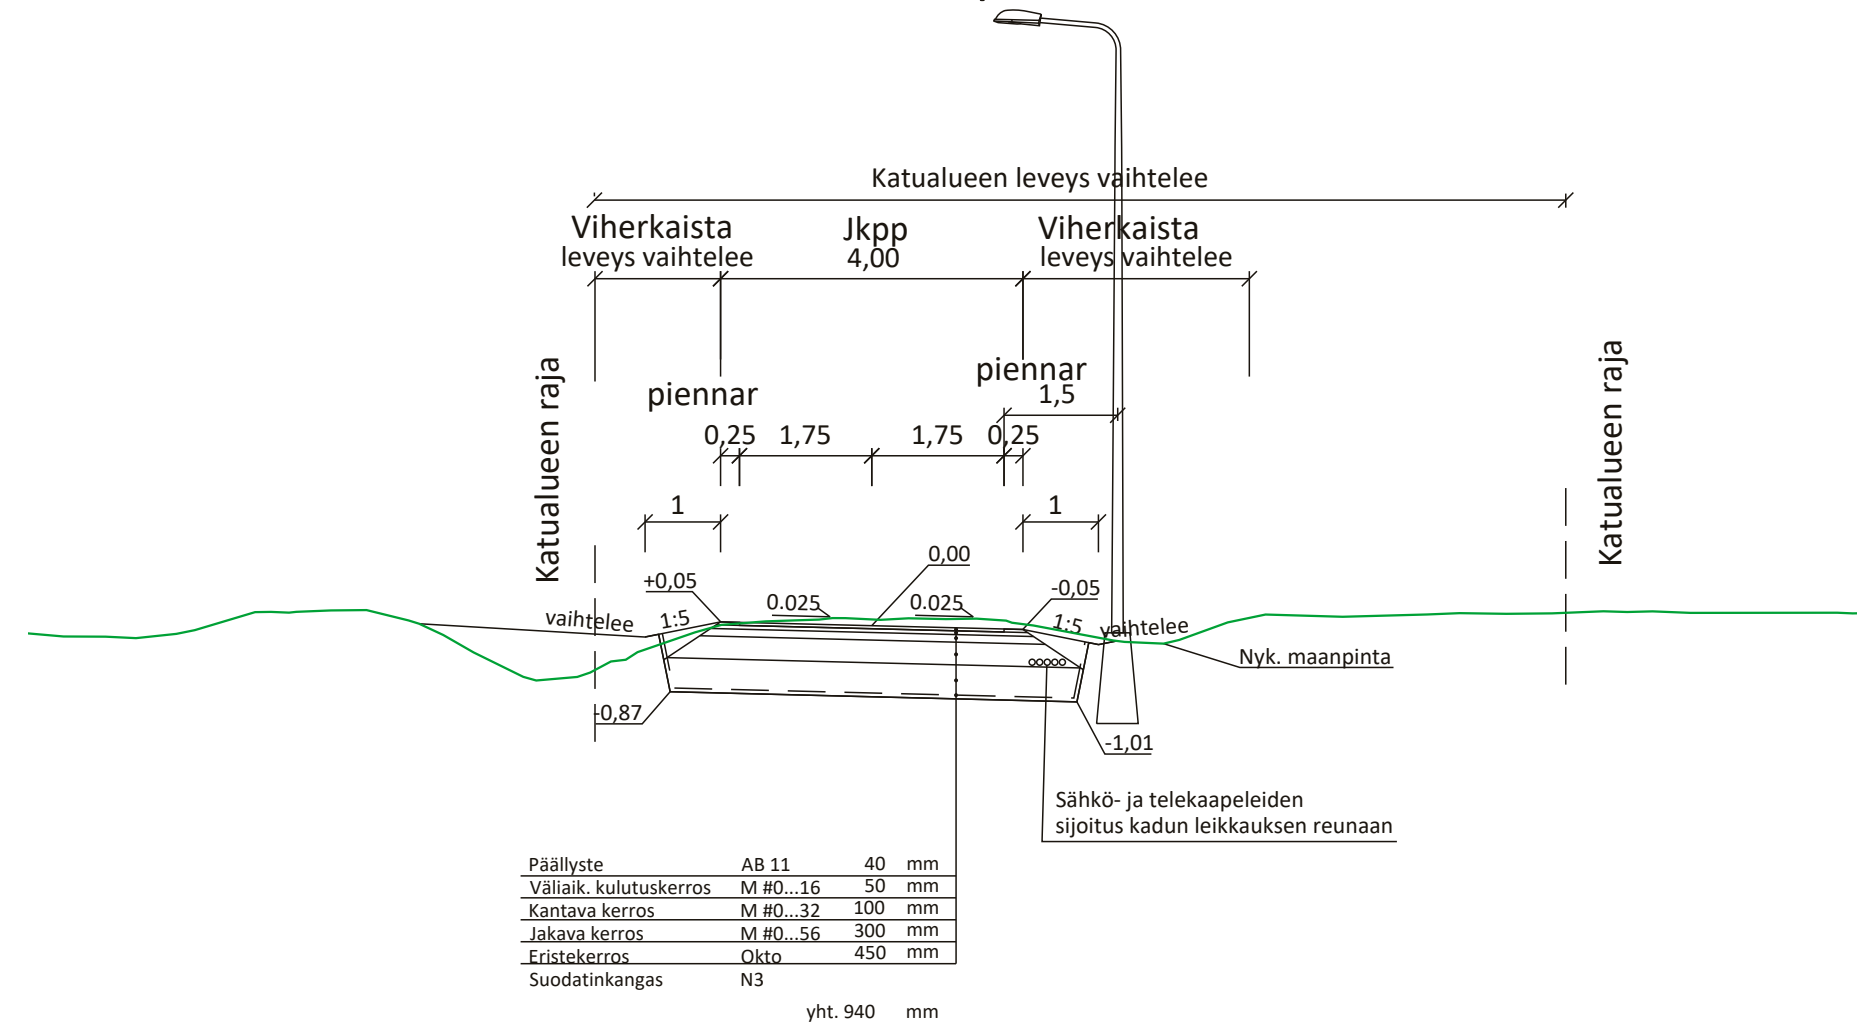 Katualueen leveys vaihtelee
Viherkaista
leveys vaihtelee
Jkpp
4,00
Viherkaista
leveys vaihtelee
Katualueen raja
Katualueen raja
piennar
piennar
1,5
0,25
1,75
1,75
0,25
1
1
0,00
+0,05
-0,05
0.025
0.025
vaihtelee
1:5
1:5
vaihtelee
Nyk. maanpinta
-0,87
-1,01
Sähkö- ja telekaapeleiden
sijoitus kadun leikkauksen reunaan
Päällyste AB 11 40 mm
Väliaik. kulutuskerros M #0...16 50 mm
Kantava kerros M #0...32 100 mm
Jakava kerros M #0...56 300 mm
Eristekerros Okto 450 mm
Suodatinkangas N3
yht. 940 mm